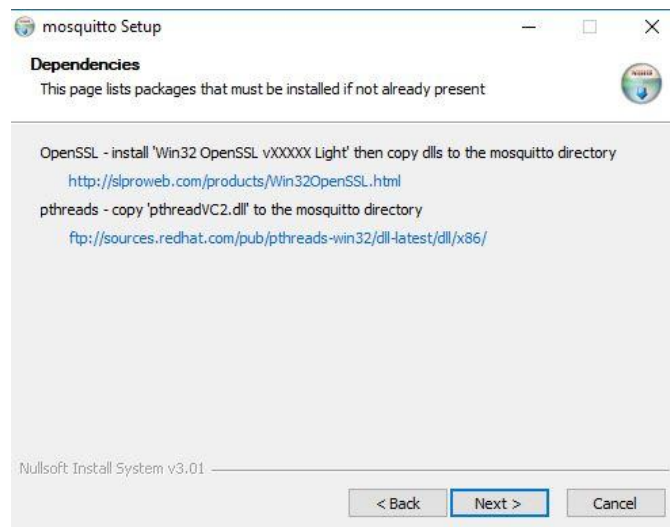 mosquitto Setup
Dependencies
This page lists packages that must be installed if not already present
OpenSSL - install 'Win32 OpenSSL vXXXXX Light' then copy dlls to the mosquitto directory
http://slproweb.com/products/Win32OpenSSL.html
pthreads - copy 'pthreadVC2.dll' to the mosquitto directory
ftp://sources.redhat.com/pub/pthreads-win32/dll-latest/dll/x86/
Nullsoft Install System v3.01
< Back Next > Cancel